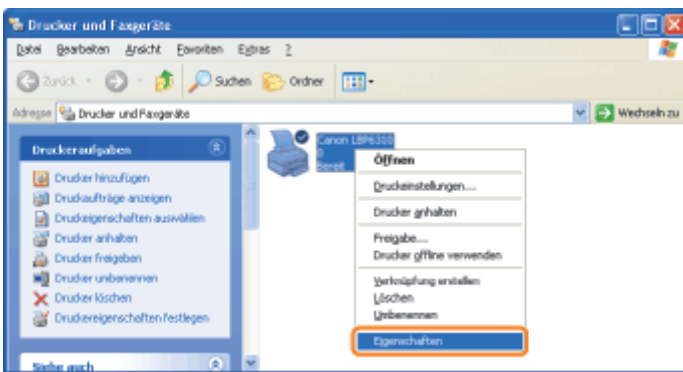 Drucker und Faxgeräte
Datei Bearbeiten Ansicht Favoriten Extras ?
Zurück Suchen Ordner
Adresse Drucker und Faxgeräte Wechseln zu
Druckeraufgaben
Drucker hinzufügen
Druckaufträge anzeigen
Druckeigenschaften auswählen
Drucker anhalten
Drucker freigeben
Drucker umbenennen
Drucker löschen
Druckereigenschaften festlegen
Siehe auch
Canon LBP6310
0
Bereit
Öffnen
Druckeinstellungen...
Drucker anhalten
Freigabe...
Drucker offline verwenden
Verknüpfung erstellen
Löschen
Umbenennen
Eigenschaften